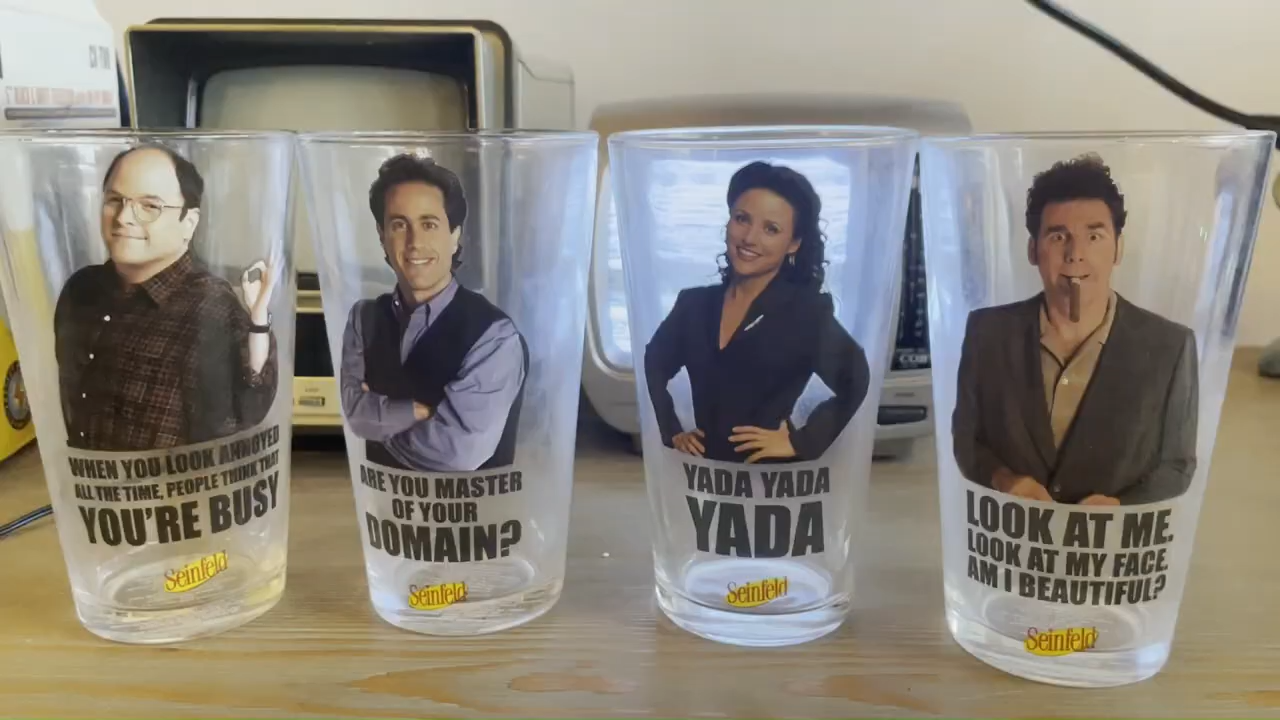 WHEN YOU LOOK ANNOYED
ALL THE TIME, PEOPLE THINK THAT
YOU'RE BUSY
Seinfeld
ARE YOU MASTER
OF YOUR
DOMAIN?
Seinfeld
YADA YADA
YADA
Seinfeld
LOOK AT ME.
LOOK AT MY FACE.
AM I BEAUTIFUL?
Seinfeld